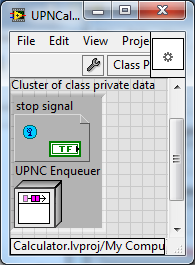 UPNCal...
File Edit View Proje
Class P
Cluster of class private data
stop signal
TF
UPNC Enqueuer
Calculator.lvproj/My Compu